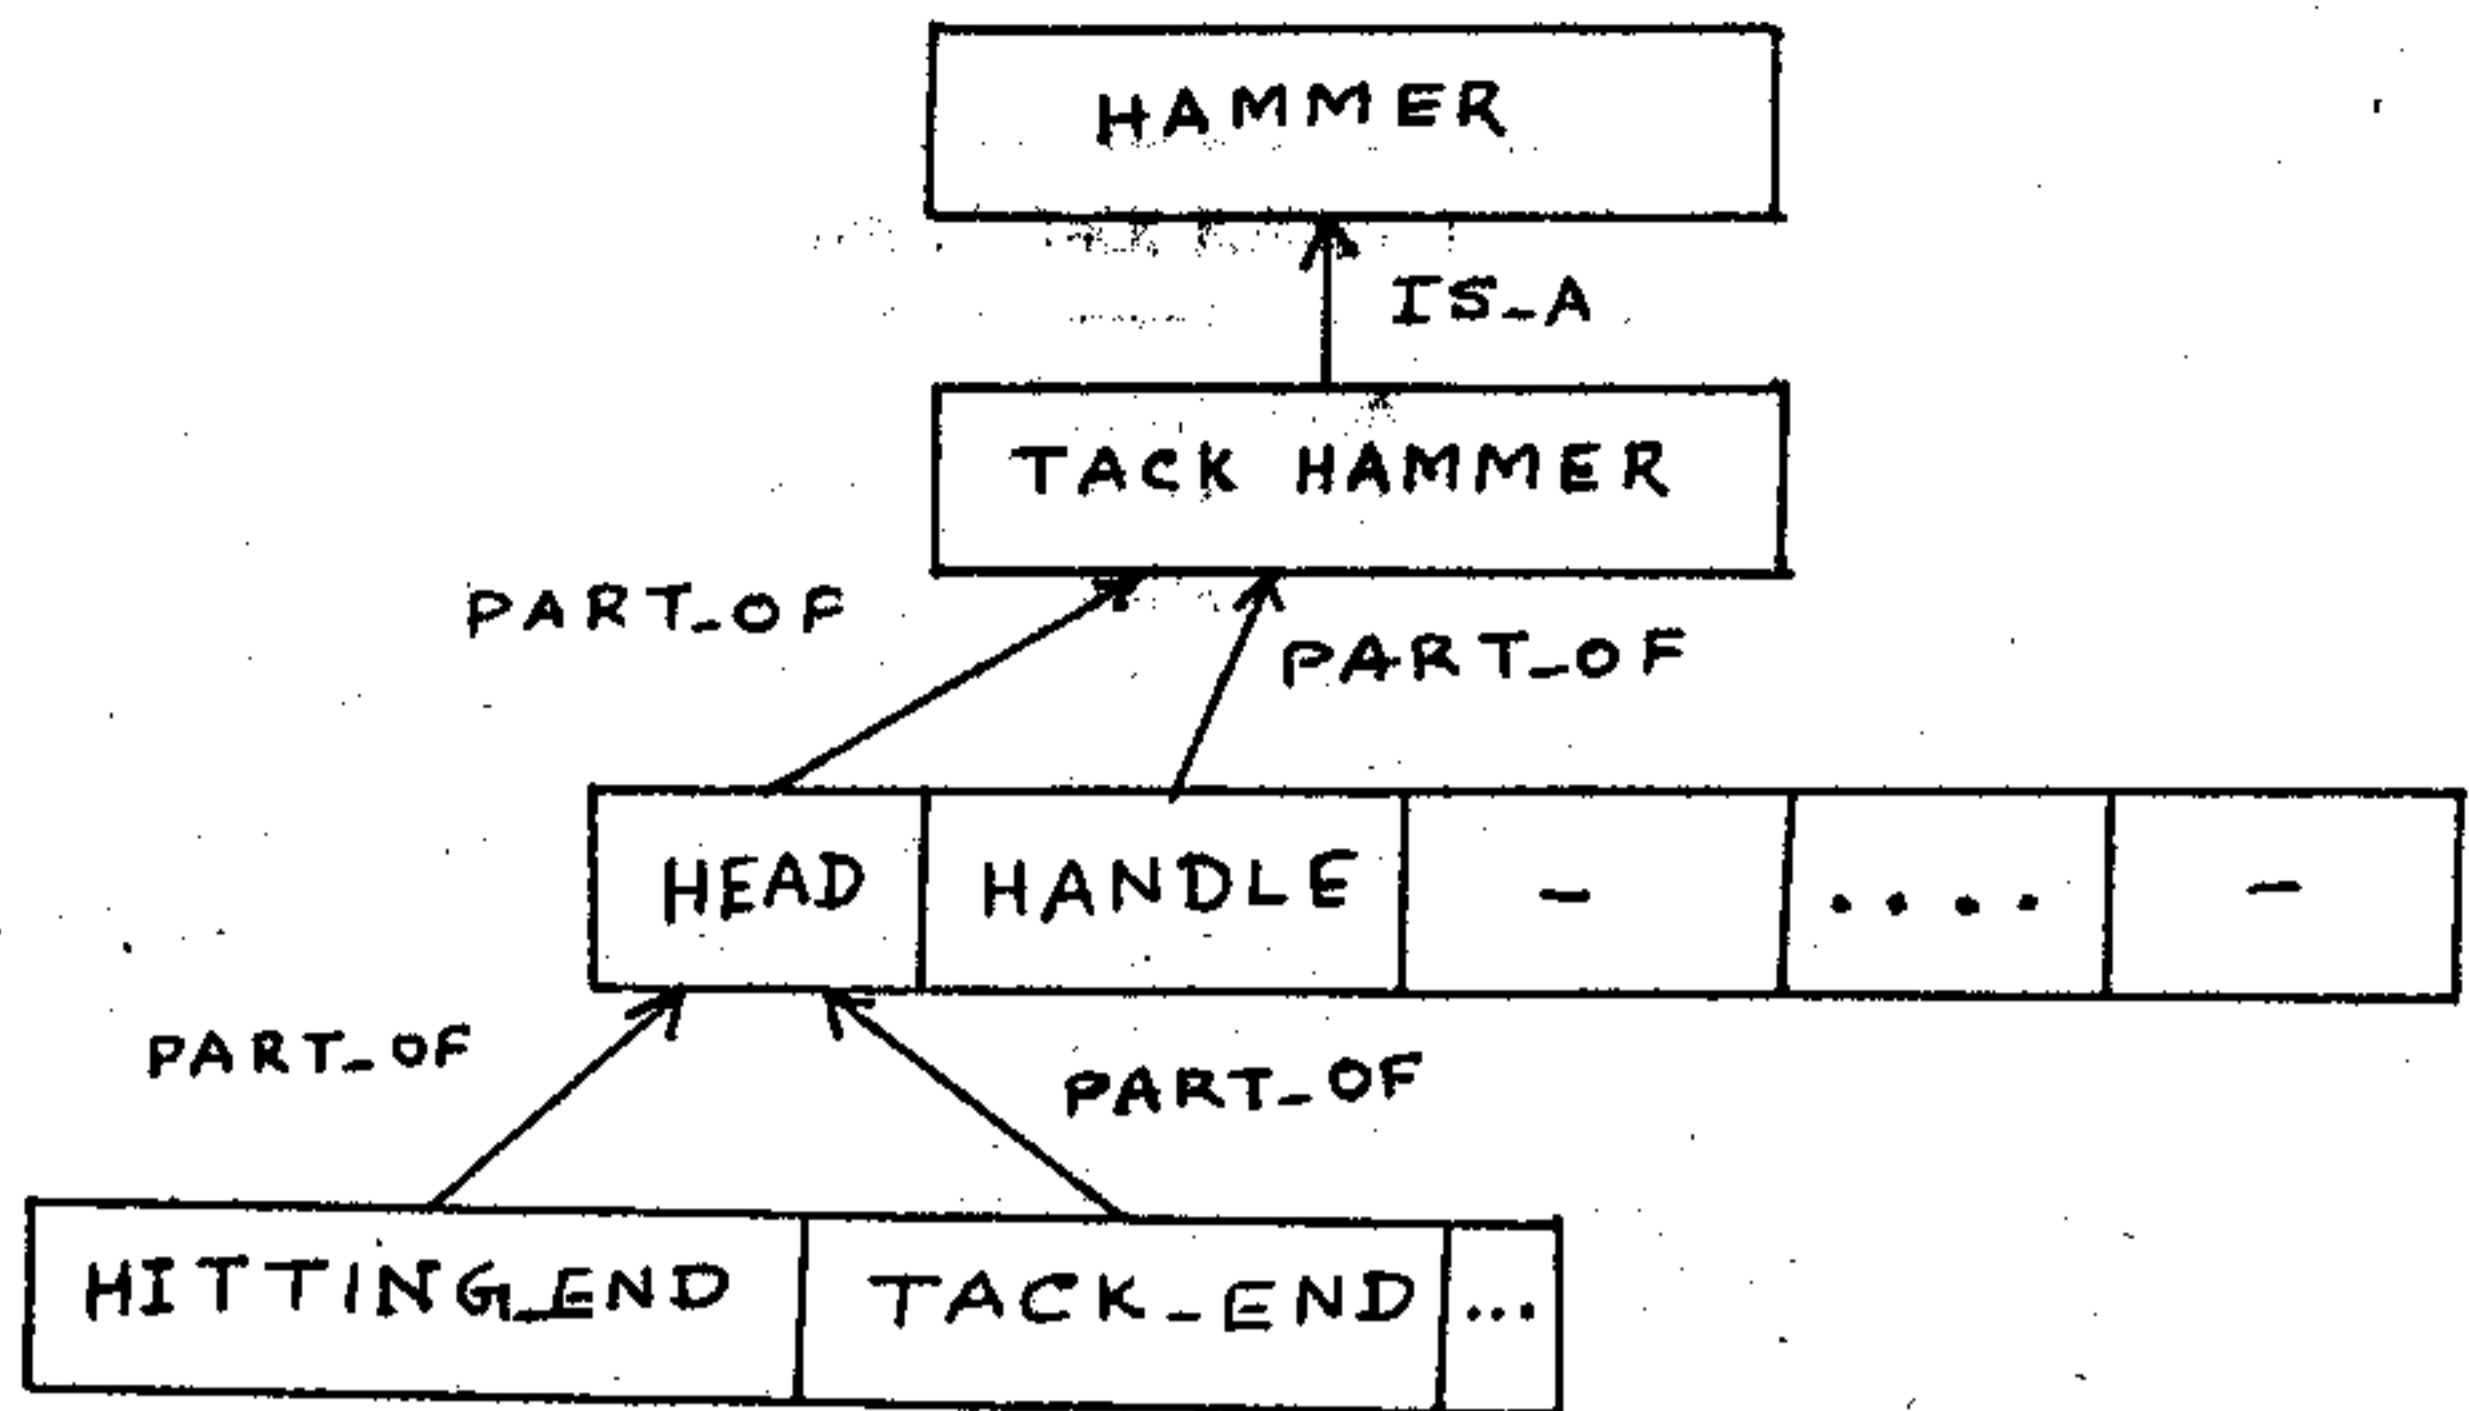 HAMMER
IS_A
TACK HAMMER
PART_OF
PART_OF
HEAD HANDLE - .... -
PART_OF
PART_OF
HITTING_END TACK_END ...